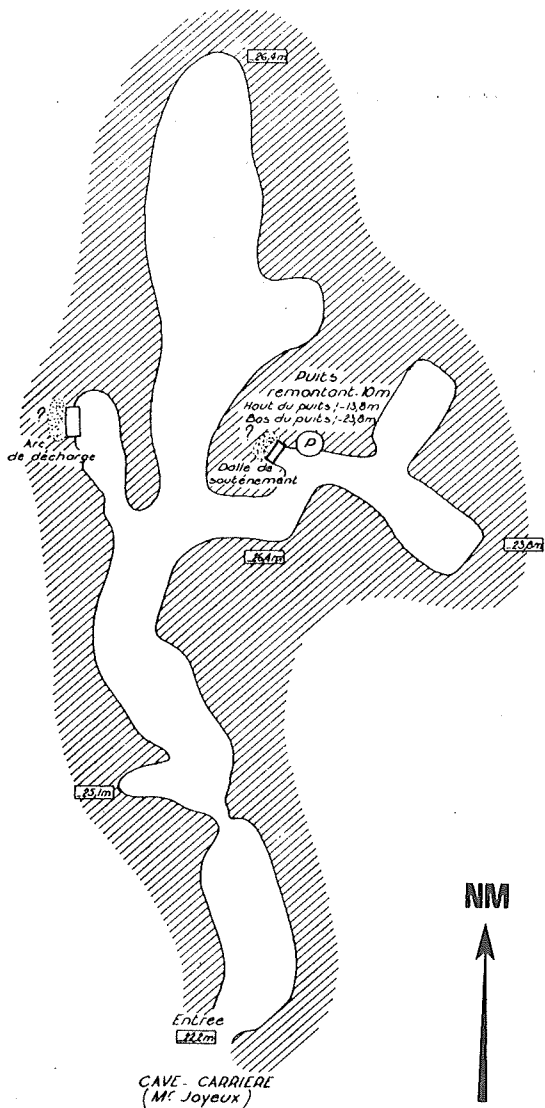 -26,4m
Puits
remontant.10m
Haut du puits:-13,8m
Bas du puits:-23,8m
?
P
Dalle de
soutènement
?
Arc
de décharge
-23,8m
-26,4m
-25,1m
NM
Entrée
-22,2m
CAVE-CARRIERE
(Mr Joyeux)